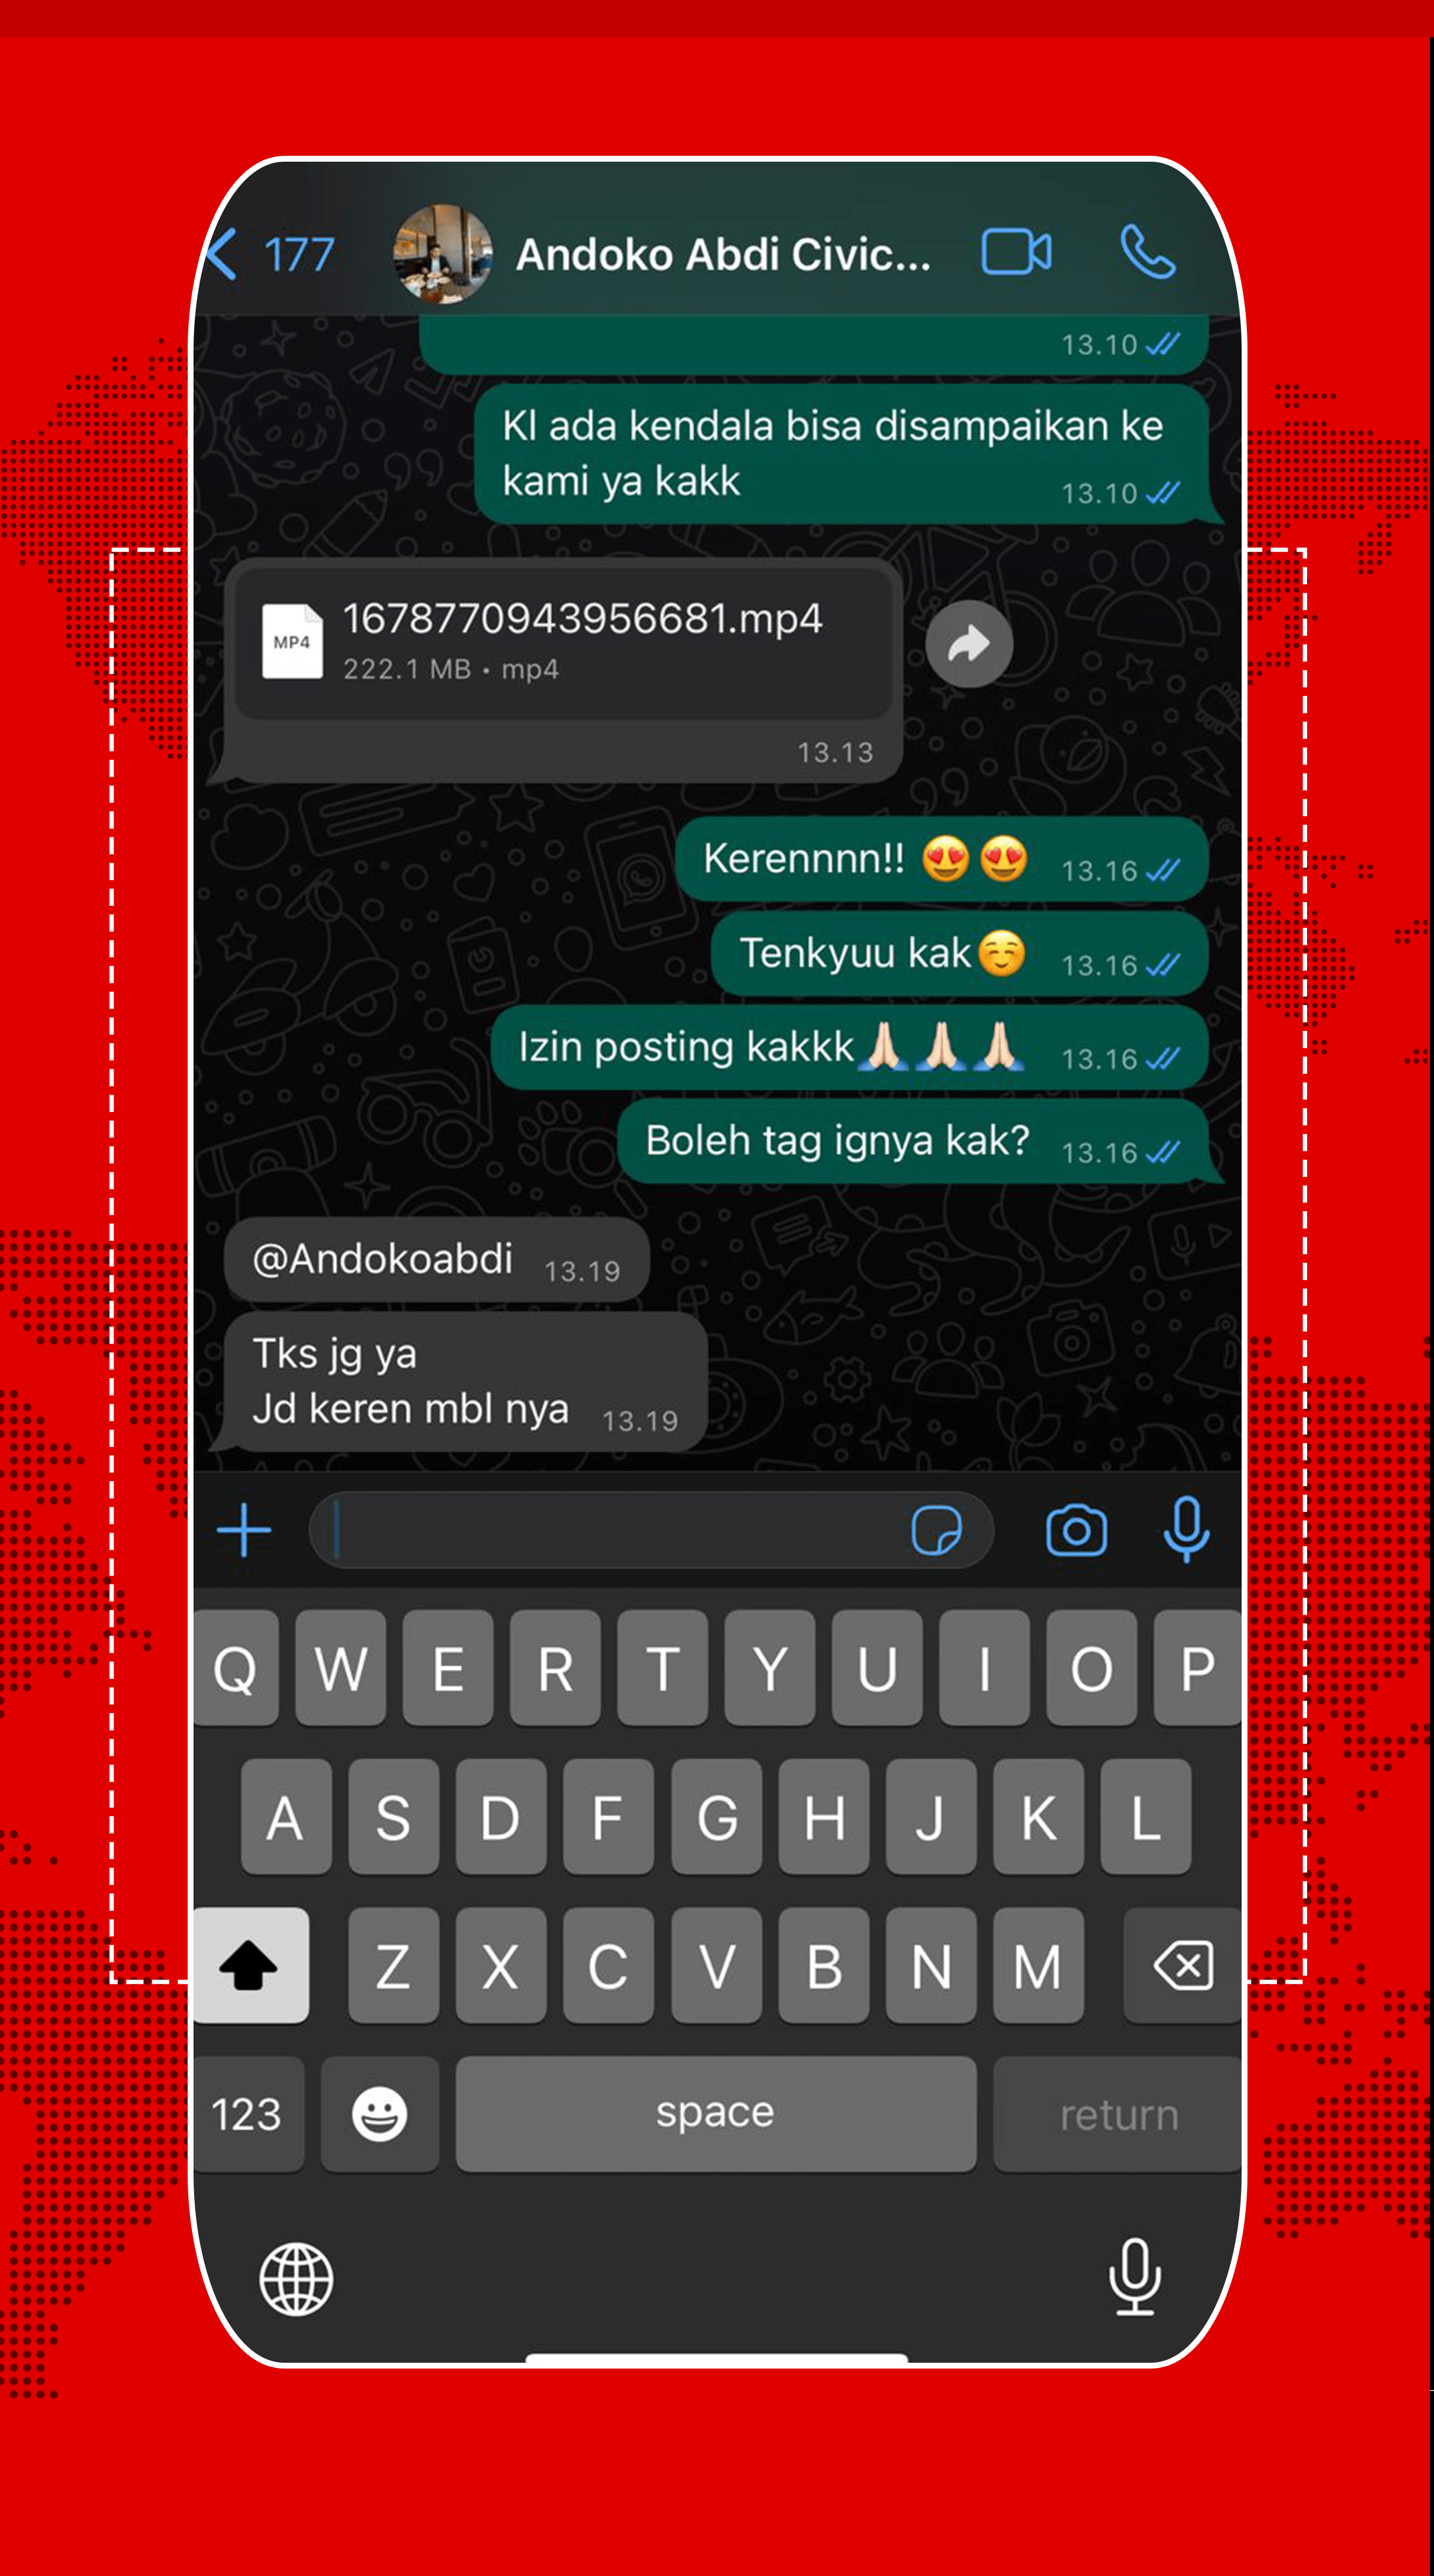 177
Andoko Abdi Civic...
13.10
Kl ada kendala bisa disampaikan ke
kami ya kakk
13.10
MP4
1678770943956681.mp4
222.1 MB • mp4
13.13
Kerennnn!! 😍😍 13.16
Tenkyuu kak☺️ 13.16
Izin posting kakkk🙏🏻🙏🏻🙏🏻 13.16
Boleh tag ignya kak? 13.16
@Andokoabdi 13.19
Tks jg ya
Jd keren mbl nya 13.19
Q W E R T Y U I O P
A S D F G H J K L
Z X C V B N M
123 space return